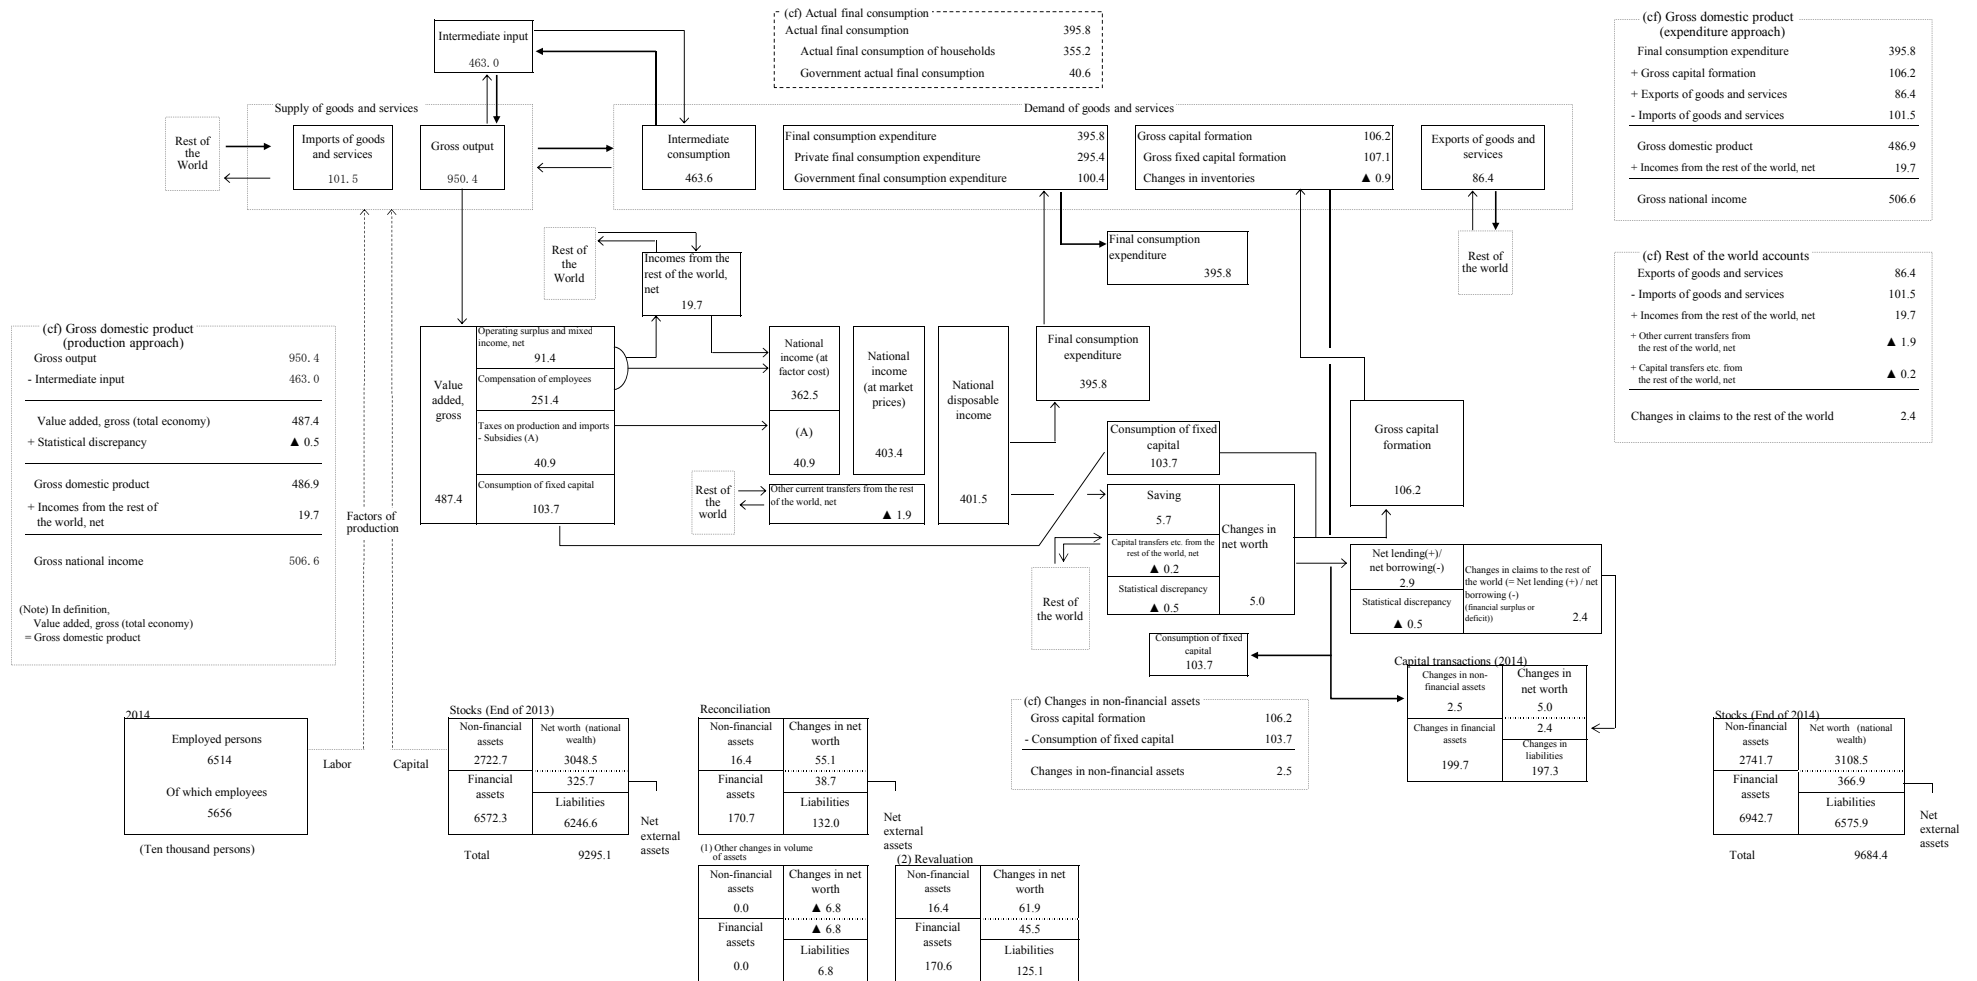 Intermediate input
463.0
(cf) Actual final consumption
Actual final consumption 395.8
Actual final consumption of households 355.2
Government actual final consumption 40.6
(cf) Gross domestic product
(expenditure approach)
Final consumption expenditure 395.8
+ Gross capital formation 106.2
+ Exports of goods and services 86.4
- Imports of goods and services 101.5
Gross domestic product 486.9
+ Incomes from the rest of the world, net 19.7
Gross national income 506.6
Supply of goods and services
Rest of
the
World
Imports of goods
and services
101.5
Gross output
950.4
Demand of goods and services
Intermediate
consumption
463.6
Final consumption expenditure 395.8
Private final consumption expenditure 295.4
Government final consumption expenditure 100.4
Gross capital formation 106.2
Gross fixed capital formation 107.1
Changes in inventories ▲ 0.9
Exports of goods and
services
86.4
Rest of
the
World
Incomes from the
rest of the world,
net
19.7
Final consumption
expenditure
395.8
Rest of
the world
(cf) Rest of the world accounts
Exports of goods and services 86.4
- Imports of goods and services 101.5
+ Incomes from the rest of the world, net 19.7
+ Other current transfers from
the rest of the world, net ▲ 1.9
+ Capital transfers etc. from
the rest of the world, net ▲ 0.2
Changes in claims to the rest of the world 2.4
(cf) Gross domestic product
(production approach)
Gross output 950.4
- Intermediate input 463.0
Value added, gross (total economy) 487.4
+ Statistical discrepancy ▲ 0.5
Gross domestic product 486.9
+ Incomes from the rest of
the world, net 19.7
Gross national income 506.6
(Note) In definition,
Value added, gross (total economy)
= Gross domestic product
Factors of
production
Value
added,
gross
487.4
Operating surplus and mixed
income, net
91.4
Compensation of employees
251.4
Taxes on production and imports
- Subsidies (A)
40.9
Consumption of fixed capital
103.7
National
income (at
factor cost)
362.5
(A)
40.9
National
income
(at market
prices)
403.4
Rest of
the
world
Other current transfers from the rest
of the world, net
▲ 1.9
National
disposable
income
401.5
Final consumption
expenditure
395.8
Consumption of fixed
capital
103.7
Saving
5.7
Capital transfers etc. from the
rest of the world, net
▲ 0.2
Statistical discrepancy
▲ 0.5
Changes in
net worth
5.0
Rest of
the world
Gross capital
formation
106.2
Net lending(+)/
net borrowing(-)
2.9
Statistical discrepancy
▲ 0.5
Changes in claims to the rest of
the world (= Net lending (+) / net
borrowing (-)
(financial surplus or
deficit))
2.4
Consumption of fixed
capital
103.7
Capital transactions (2014)
Changes in non-
financial assets
2.5
Changes in
net worth
5.0
2.4
Changes in financial
assets
199.7
Changes in
liabilities
197.3
(cf) Changes in non-financial assets
Gross capital formation 106.2
- Consumption of fixed capital 103.7
Changes in non-financial assets 2.5
2014
Employed persons
6514
Of which employees
5656
(Ten thousand persons)
Labor
Capital
Stocks (End of 2013)
Non-financial
assets
2722.7
Net worth (national
wealth)
3048.5
325.7
Financial
assets
6572.3
Liabilities
6246.6
Total 9295.1
Net
external
assets
Reconciliation
Non-financial
assets
16.4
Changes in net
worth
55.1
38.7
Financial
assets
170.7
Liabilities
132.0
Net
external
assets
(1) Other changes in volume
of assets
Non-financial
assets
0.0
Changes in net
worth
▲ 6.8
▲ 6.8
Financial
assets
0.0
Liabilities
6.8
(2) Revaluation
Non-financial
assets
16.4
Changes in net
worth
61.9
45.5
Financial
assets
170.6
Liabilities
125.1
Stocks (End of 2014)
Non-financial
assets
2741.7
Net worth (national
wealth)
3108.5
366.9
Financial
assets
6942.7
Liabilities
6575.9
Total 9684.4
Net
external
assets